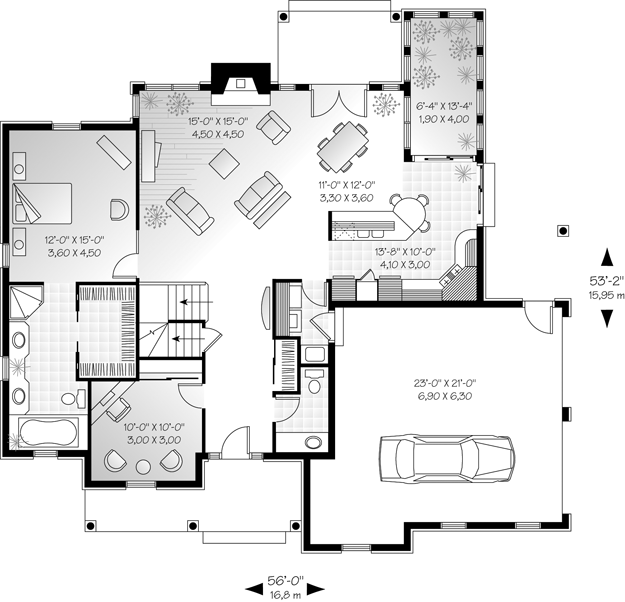 6'-4" X 13'-4"
1,90 X 4,00
15'-0" X 15'-0"
4,50 X 4,50
11'-0" X 12'-0"
3,30 X 3,60
12'-0" X 15'-0"
3,60 X 4,50
13'-8" X 10'-0"
4,10 X 3,00
53'-2"
15,95 m
23'-0" X 21'-0"
6,90 X 6,30
10'-0" X 10'-0"
3,00 X 3,00
56'-0"
16,8 m